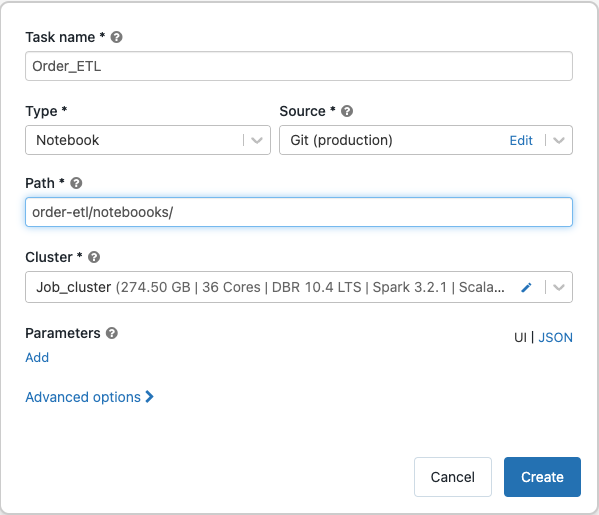 Task name * ?
Order_ETL
Type * Source * ?
Notebook Git (production) Edit
Path * ?
order-etl/noteboooks/
Cluster * ?
Job_cluster (274.50 GB | 36 Cores | DBR 10.4 LTS | Spark 3.2.1 | Scala...
Parameters ? UI | JSON
Add
Advanced options
Cancel Create